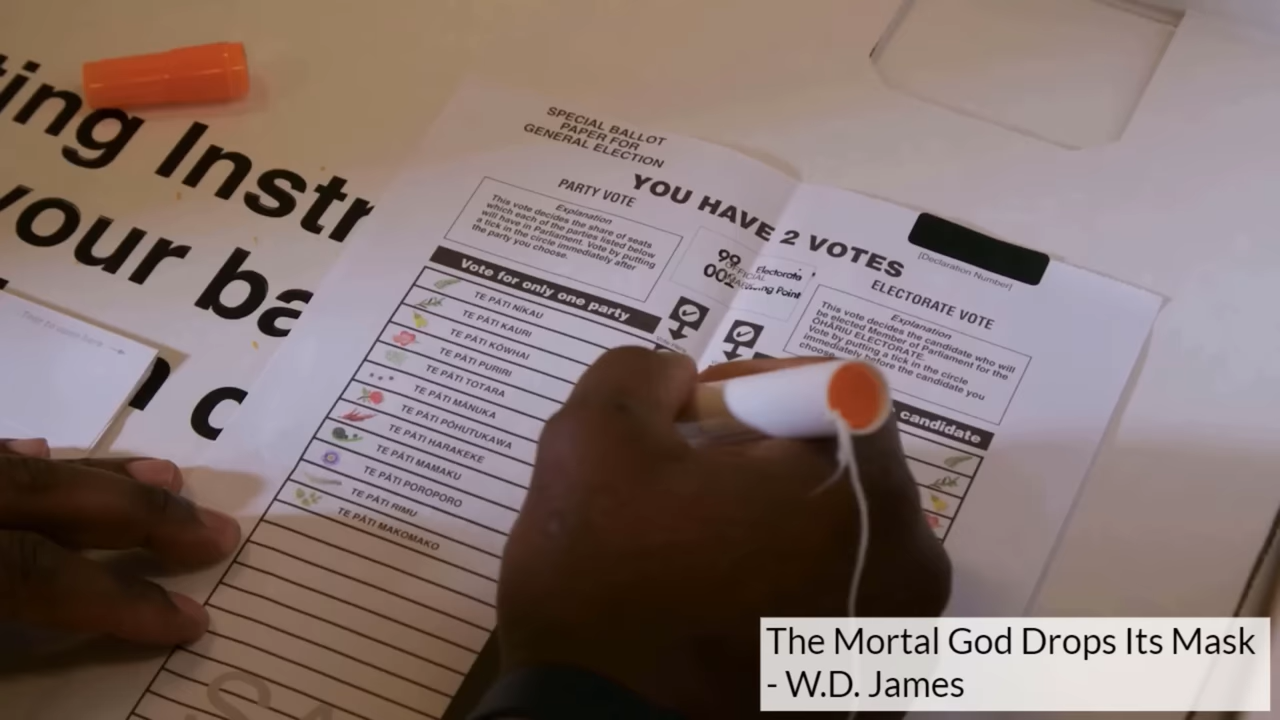 ting Instr
your ba
c
SPECIAL BALLOT
PAPER FOR
GENERAL ELECTION
YOU HAVE 2 VOTES
PARTY VOTE
Explanation
This vote decides the share of seats
which each of the parties listed below
will have in Parliament. Vote by putting
a tick in the circle immediately after
the party you choose.
Vote for only one party
TE PĀTI NĪKAU
TE PĀTI KAURI
TE PĀTI KŌWHAI
TE PĀTI PURIRI
TE PĀTI TOTARA
TE PĀTI MĀNUKA
TE PĀTI PŌHUTUKAWA
TE PĀTI HARAKEKE
TE PĀTI MAMAKU
TE PĀTI POROPORO
TE PĀTI RIMU
TE PĀTI MAKOMAKO
99
Electorate
002
Point
[Declaration Number]
ELECTORATE VOTE
Explanation
This vote decides the candidate who will
be elected Member of Parliament for the
ŌHĀRIU ELECTORATE.
Vote by putting a tick in the circle
immediately before the candidate you
choose
candidate
The Mortal God Drops Its Mask
- W.D. James